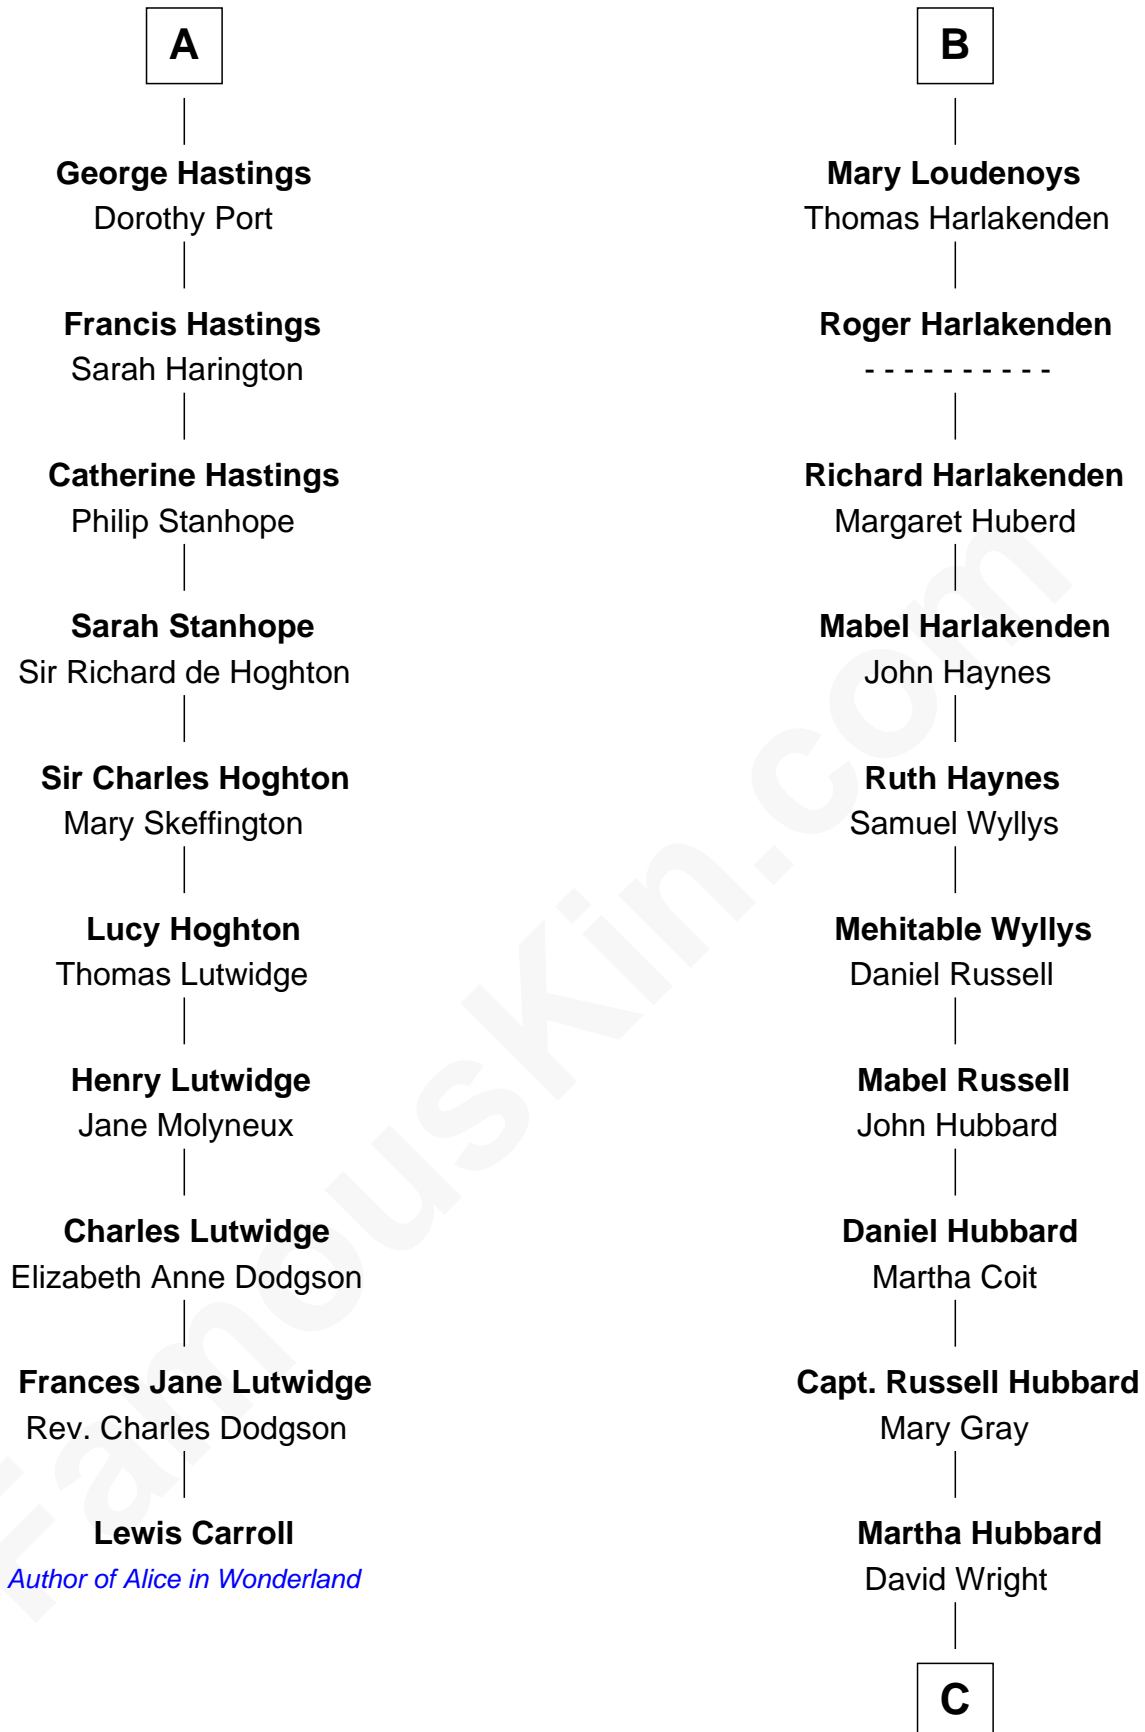 A
George Hastings
Dorothy Port
Francis Hastings
Sarah Harington
Catherine Hastings
Philip Stanhope
Sarah Stanhope
Sir Richard de Hoghton
Sir Charles Hoghton
Mary Skeffington
Lucy Hoghton
Thomas Lutwidge
Henry Lutwidge
Jane Molyneux
Charles Lutwidge
Elizabeth Anne Dodgson
Frances Jane Lutwidge
Rev. Charles Dodgson
Lewis Carroll
Author of Alice in Wonderland
B
Mary Loudenoys
Thomas Harlakenden
Roger Harlakenden
- - - - - - - - - -
Richard Harlakenden
Margaret Huberd
Mabel Harlakenden
John Haynes
Ruth Haynes
Samuel Wyllys
Mehitable Wyllys
Daniel Russell
Mabel Russell
John Hubbard
Daniel Hubbard
Martha Coit
Capt. Russell Hubbard
Mary Gray
Martha Hubbard
David Wright
C
FamousKin.com